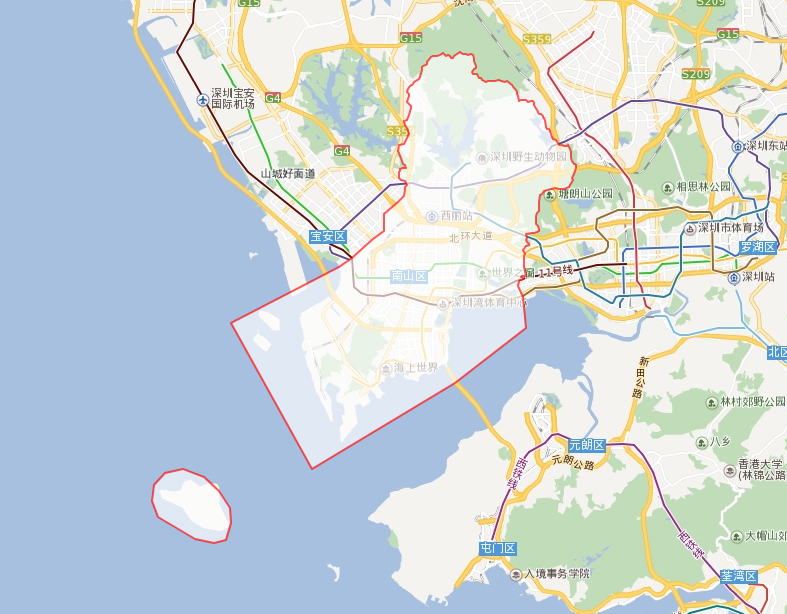 G15
S209
G15
S359
G15
S209
深圳宝安
国际机场
G4
S35
G4
深圳东站
深圳野生动物园
山城好面道
塘朗山公园
相思林公园
西丽站
深圳市体育场
宝安区
北环大道
罗湖区
南山区
世界之窗
11号线
深圳站
深圳湾体育中心
北区
海上世界
新田公路
林村郊野公园
八乡
元朗区
元朗公路
西铁线
香港大学
(林锦公路
西铁线
大帽山郊
屯门区
入境事务学院
荃湾区